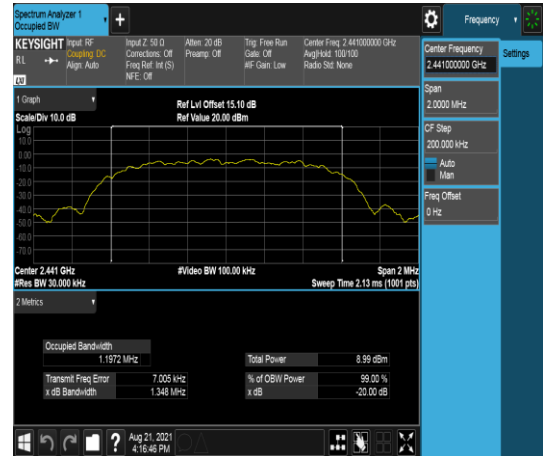 Spectrum Analyzer 1
Occupied BW
+
Frequency
KEYSIGHT
RL
LXI
Input: RF
Coupling: DC
Align: Auto
Input Z: 50 Ω
Corrections: Off
Freq Ref: Int (S)
NFE: Off
Atten: 20 dB
Preamp: Off
Trig: Free Run
Gate: Off
#IF Gain: Low
Center Freq: 2.441000000 GHz
Avg|Hold: 100/100
Radio Std: None
Center Frequency
2.441000000 GHz
Settings
Span
2.0000 MHz
CF Step
200.000 kHz
Auto
Man
Freq Offset
0 Hz
1 Graph
Scale/Div 10.0 dB
Ref Lvl Offset 15.10 dB
Ref Value 20.00 dBm
Log
10.0
0.00
-10.0
-20.0
-30.0
-40.0
-50.0
-60.0
-70.0
Center 2.441 GHz
#Res BW 30.000 kHz
#Video BW 100.00 kHz
Span 2 MHz
Sweep Time 2.13 ms (1001 pts)
2 Metrics
Occupied Bandwidth
1.1972 MHz
Total Power 8.99 dBm
Transmit Freq Error 7.005 kHz
% of OBW Power 99.00 %
x dB Bandwidth 1.348 MHz
x dB -20.00 dB
?
Aug 21, 2021
4:16:46 PM